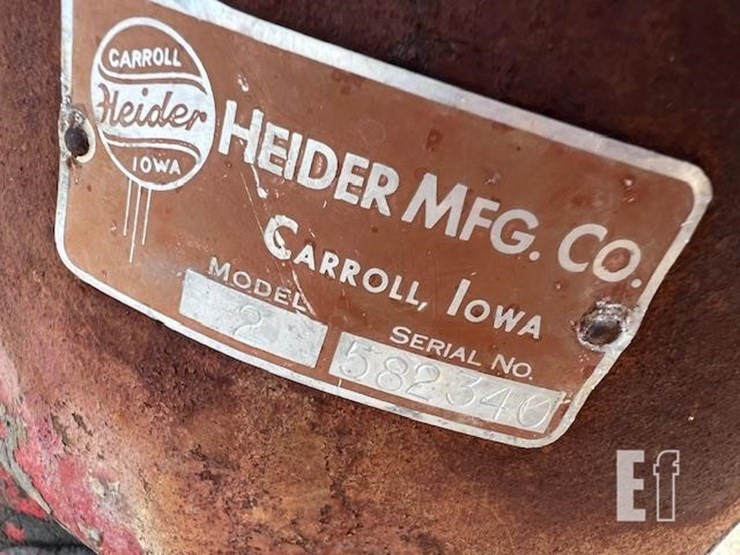 CARROLL
Heider
IOWA
HEIDER MFG. CO.
CARROLL, IOWA
MODEL
2
SERIAL NO.
582340
Ef